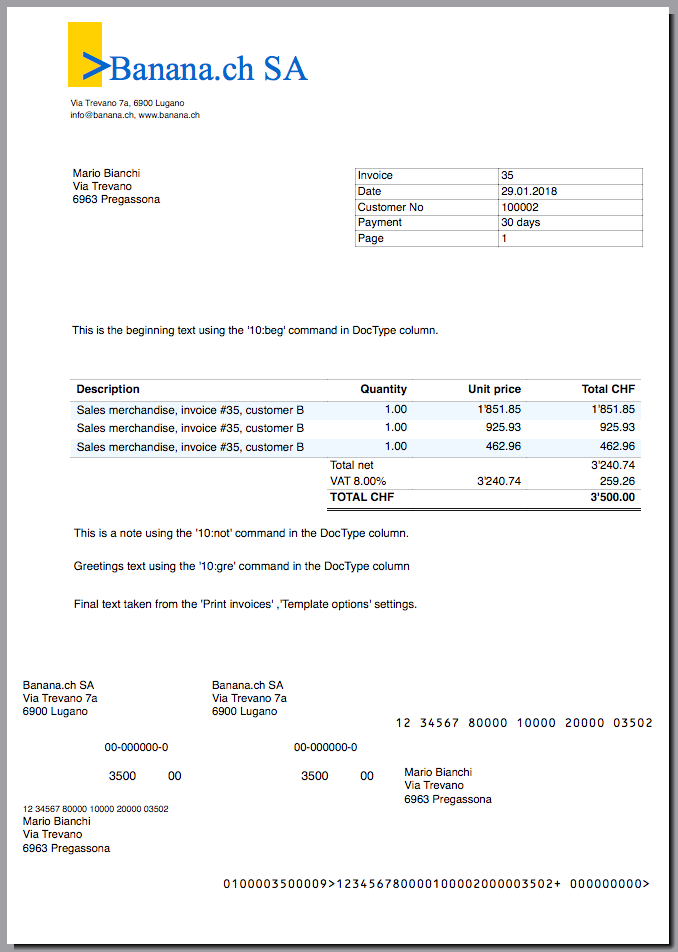 >Banana.ch SA
Via Trevano 7a, 6900 Lugano
info@banana.ch, www.banana.ch
Mario Bianchi
Via Trevano
6963 Pregassona
Invoice 35
Date 29.01.2018
Customer No 100002
Payment 30 days
Page 1
This is the beginning text using the '10:beg' command in DocType column.
Description Quantity Unit price Total CHF
Sales merchandise, invoice #35, customer B 1.00 1'851.85 1'851.85
Sales merchandise, invoice #35, customer B 1.00 925.93 925.93
Sales merchandise, invoice #35, customer B 1.00 462.96 462.96
Total net 3'240.74
VAT 8.00% 3'240.74 259.26
TOTAL CHF 3'500.00
This is a note using the '10:not' command in the DocType column.
Greetings text using the '10:gre' command in the DocType column
Final text taken from the 'Print invoices' ,'Template options' settings.
Banana.ch SA Banana.ch SA
Via Trevano 7a Via Trevano 7a
6900 Lugano 6900 Lugano
12 34567 80000 10000 20000 03502
00-000000-0 00-000000-0
3500 00 3500 00
Mario Bianchi
Via Trevano
6963 Pregassona
12 34567 80000 10000 20000 03502
Mario Bianchi
Via Trevano
6963 Pregassona
0100003500009>123456780000100002000003502+ 000000000>